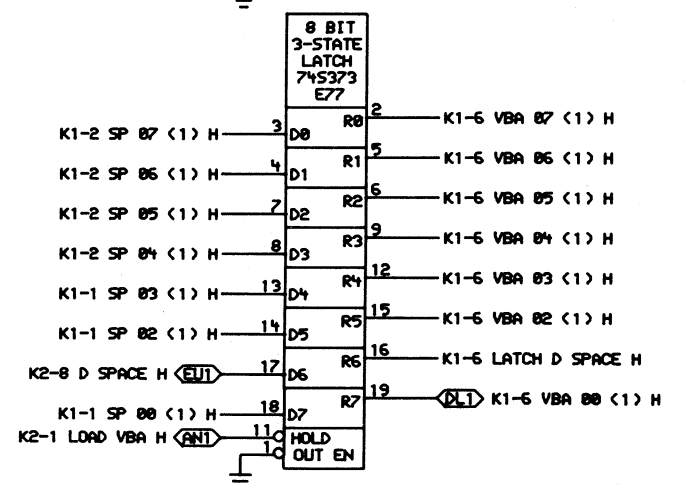 8 BIT
3-STATE
LATCH
74S373
E77
K1-2 SP 07 (1) H 3 D0 R0 2 K1-6 VBA 07 (1) H
K1-2 SP 06 (1) H 4 D1 R1 5 K1-6 VBA 06 (1) H
K1-2 SP 05 (1) H 7 D2 R2 6 K1-6 VBA 05 (1) H
K1-2 SP 04 (1) H 8 D3 R3 9 K1-6 VBA 04 (1) H
K1-1 SP 03 (1) H 13 D4 R4 12 K1-6 VBA 03 (1) H
K1-1 SP 02 (1) H 14 D5 R5 15 K1-6 VBA 02 (1) H
K2-8 D SPACE H EU1 17 D6 R6 16 K1-6 LATCH D SPACE H
K1-1 SP 00 (1) H 18 D7 R7 19 DL1 K1-6 VBA 00 (1) H
K2-1 LOAD VBA H AN1 11 HOLD
1 OUT EN